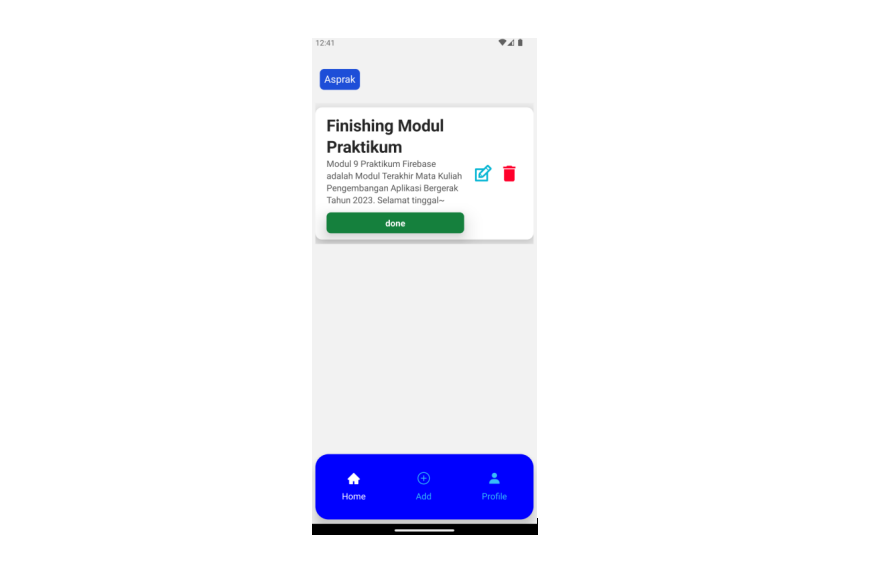 12:41
Asprak
Finishing Modul
Praktikum
Modul 9 Praktikum Firebase
adalah Modul Terakhir Mata Kuliah
Pengembangan Aplikasi Bergerak
Tahun 2023. Selamat tinggal~
done
Home
Add
Profile